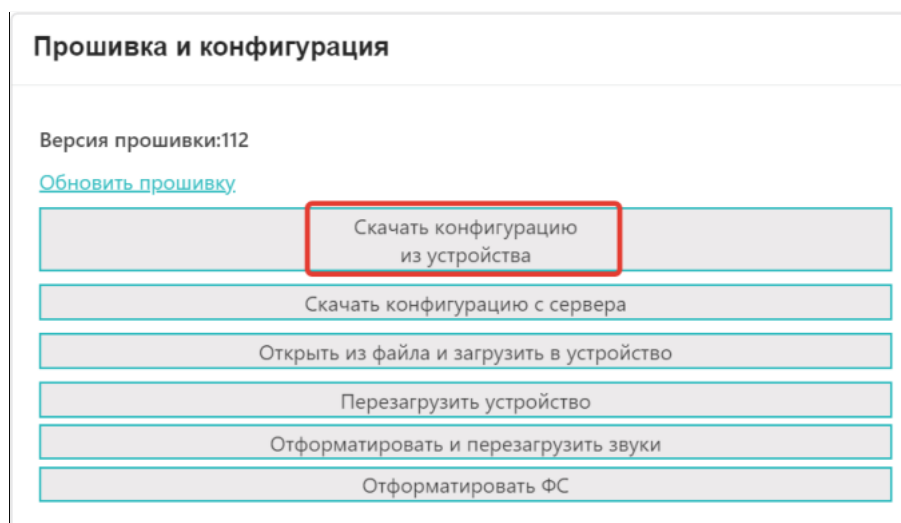 Прошивка и конфигурация
Версия прошивки:112
Обновить прошивку
Скачать конфигурацию
из устройства
Скачать конфигурацию с сервера
Открыть из файла и загрузить в устройство
Перезагрузить устройство
Отформатировать и перезагрузить звуки
Отформатировать ФС